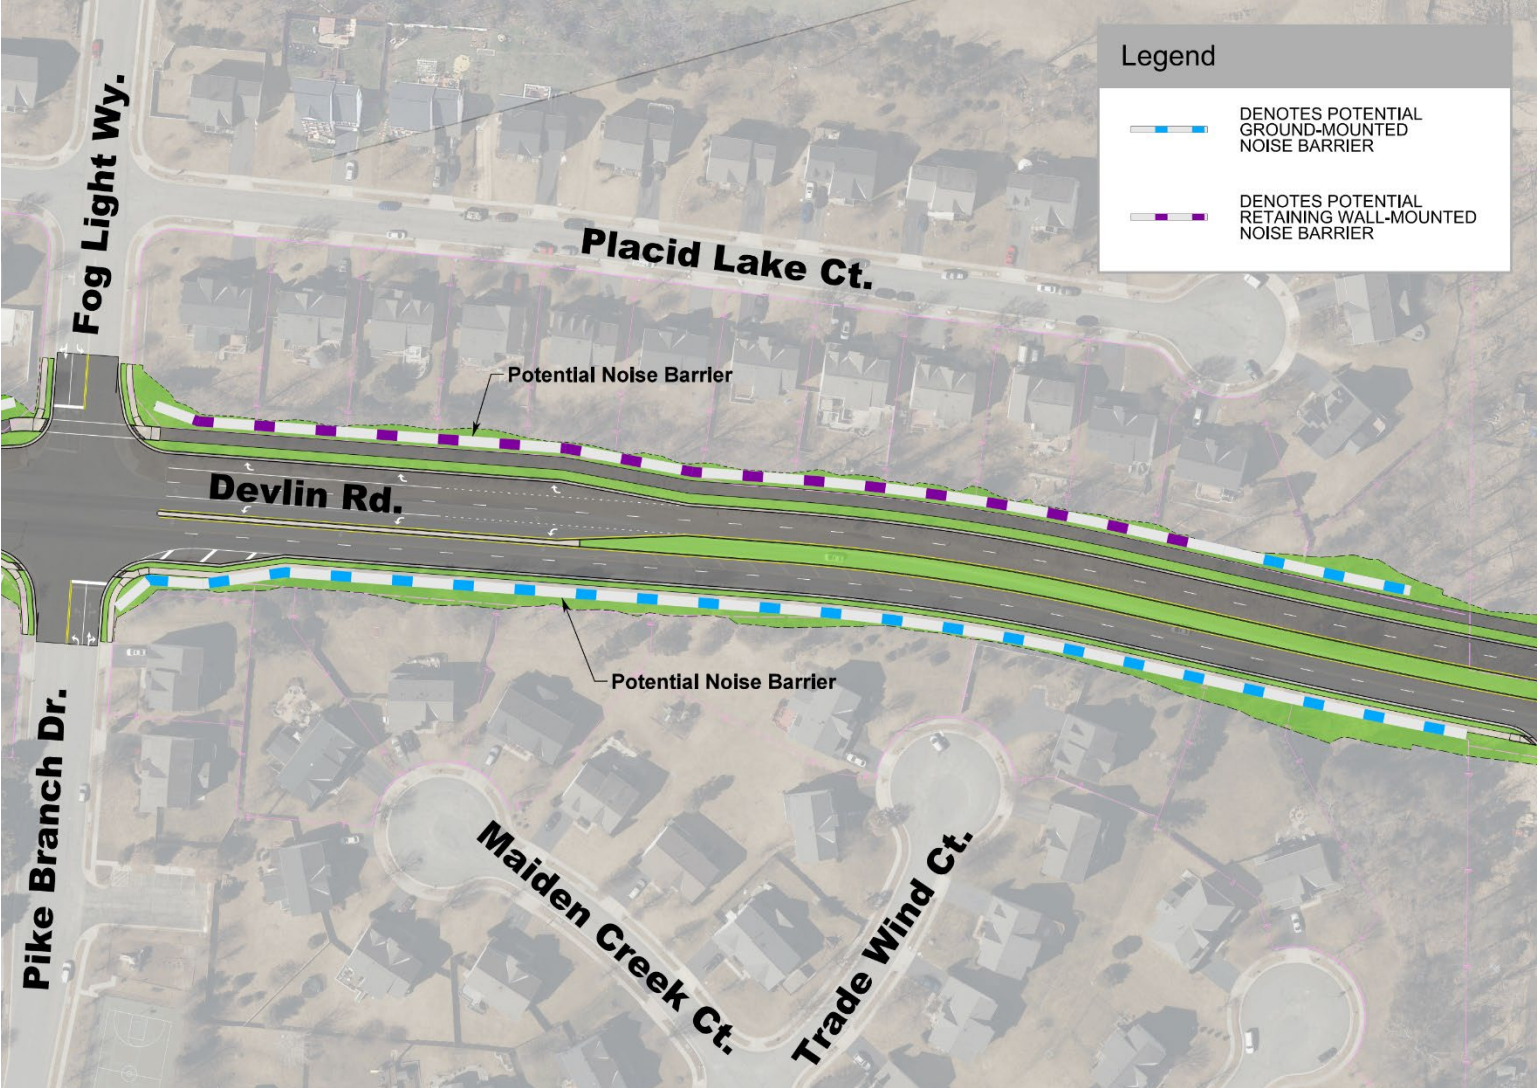 Legend
DENOTES POTENTIAL
GROUND-MOUNTED
NOISE BARRIER
DENOTES POTENTIAL
RETAINING WALL-MOUNTED
NOISE BARRIER
Fog Light Wy.
Placid Lake Ct.
Potential Noise Barrier
Devlin Rd.
Potential Noise Barrier
Pike Branch Dr.
Maiden Creek Ct.
Trade Wind Ct.